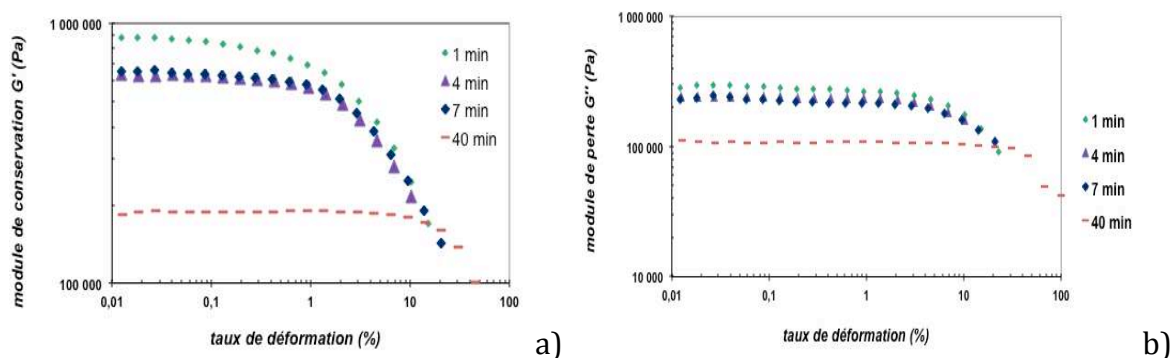 1 000 000
module de conservation G' (Pa)
100 000
0,01
0,1
1
10
100
taux de déformation (%)
1 min
4 min
7 min
40 min
a)
1 000 000
module de perte G'' (Pa)
100 000
10 000
0,01
0,1
1
10
100
taux de déformation (%)
1 min
4 min
7 min
40 min
b)